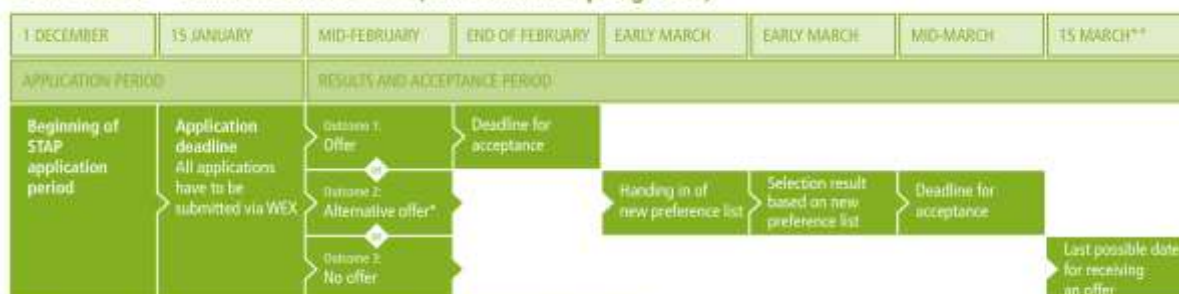 1 DECEMBER
15 JANUARY
MID-FEBRUARY
END OF FEBRUARY
EARLY MARCH
EARLY MARCH
MID-MARCH
15 MARCH**
APPLICATION PERIOD
RESULTS AND ACCEPTANCE PERIOD
Beginning of
STAP
application
period
Application
deadline
All applications
have to be
submitted via WEX
Outcome 1:
Offer
or
Outcome 2:
Alternative offer*
or
Outcome 3:
No offer
Deadline for
acceptance
Handing in of
new preference list
Selection result
based on new
preference list
Deadline for
acceptance
Last possible date
for receiving
an offer